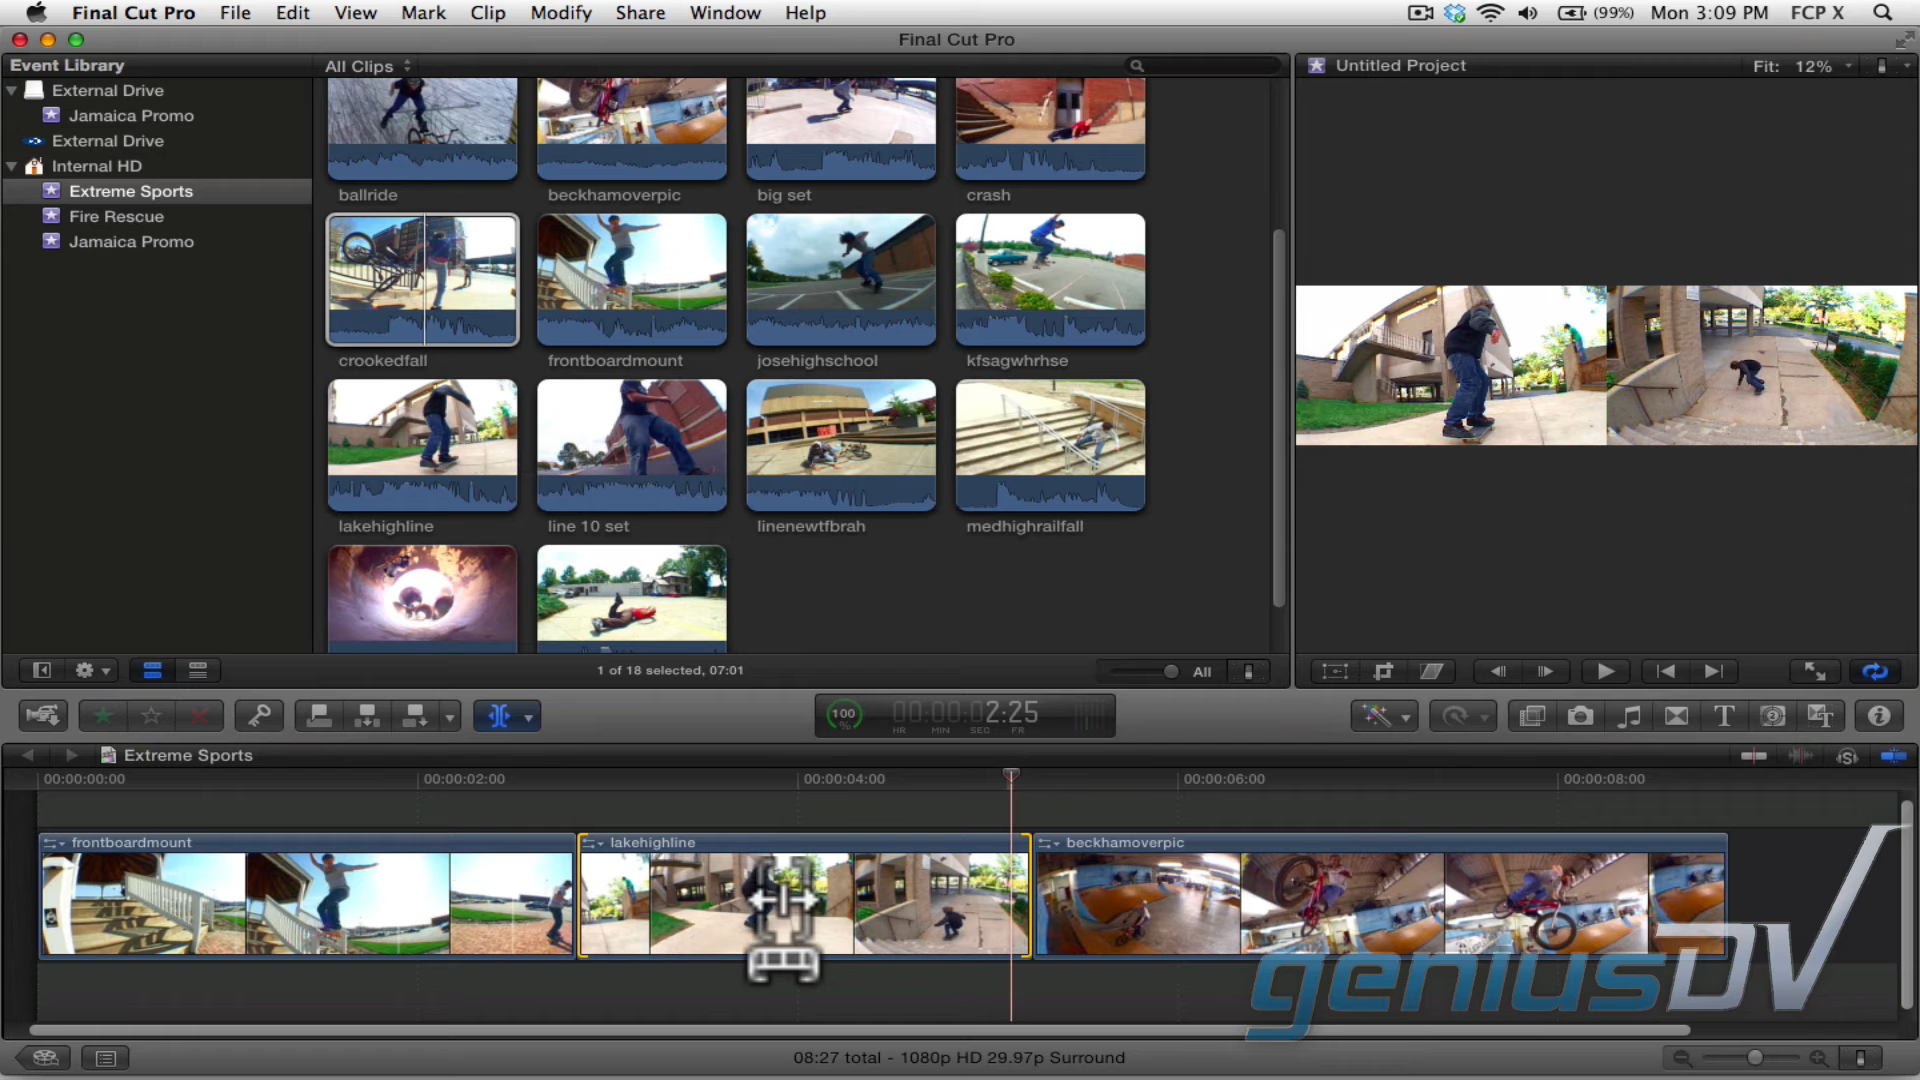 Final Cut Pro File Edit View Mark Clip Modify Share Window Help (99%) Mon 3:09 PM FCP X
Final Cut Pro
Event Library
All Clips
Untitled Project
Fit: 12%
External Drive
Jamaica Promo
External Drive
Internal HD
Extreme Sports
Fire Rescue
Jamaica Promo
ballride
beckhamoverpic
big set
crash
crookedfall
frontboardmount
josehighschool
kfsagwhrhse
lakehighline
line 10 set
linenewtfbrah
medhighrailfall
1 of 18 selected, 07:01
All
100
%
00:00:02:25
HR MIN SEC FR
Extreme Sports
00:00:00:00
00:00:02:00
00:00:04:00
00:00:06:00
00:00:08:00
frontboardmount
lakehighline
beckhamoverpic
geniusDV
08:27 total - 1080p HD 29.97p Surround